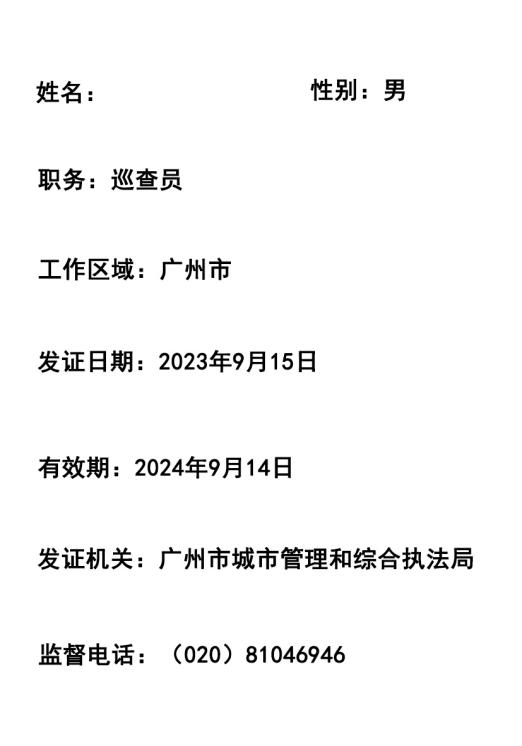 姓名： 性别：男
职务：巡查员
工作区域：广州市
发证日期：2023年9月15日
有效期：2024年9月14日
发证机关：广州市城市管理和综合执法局
监督电话：（020）81046946